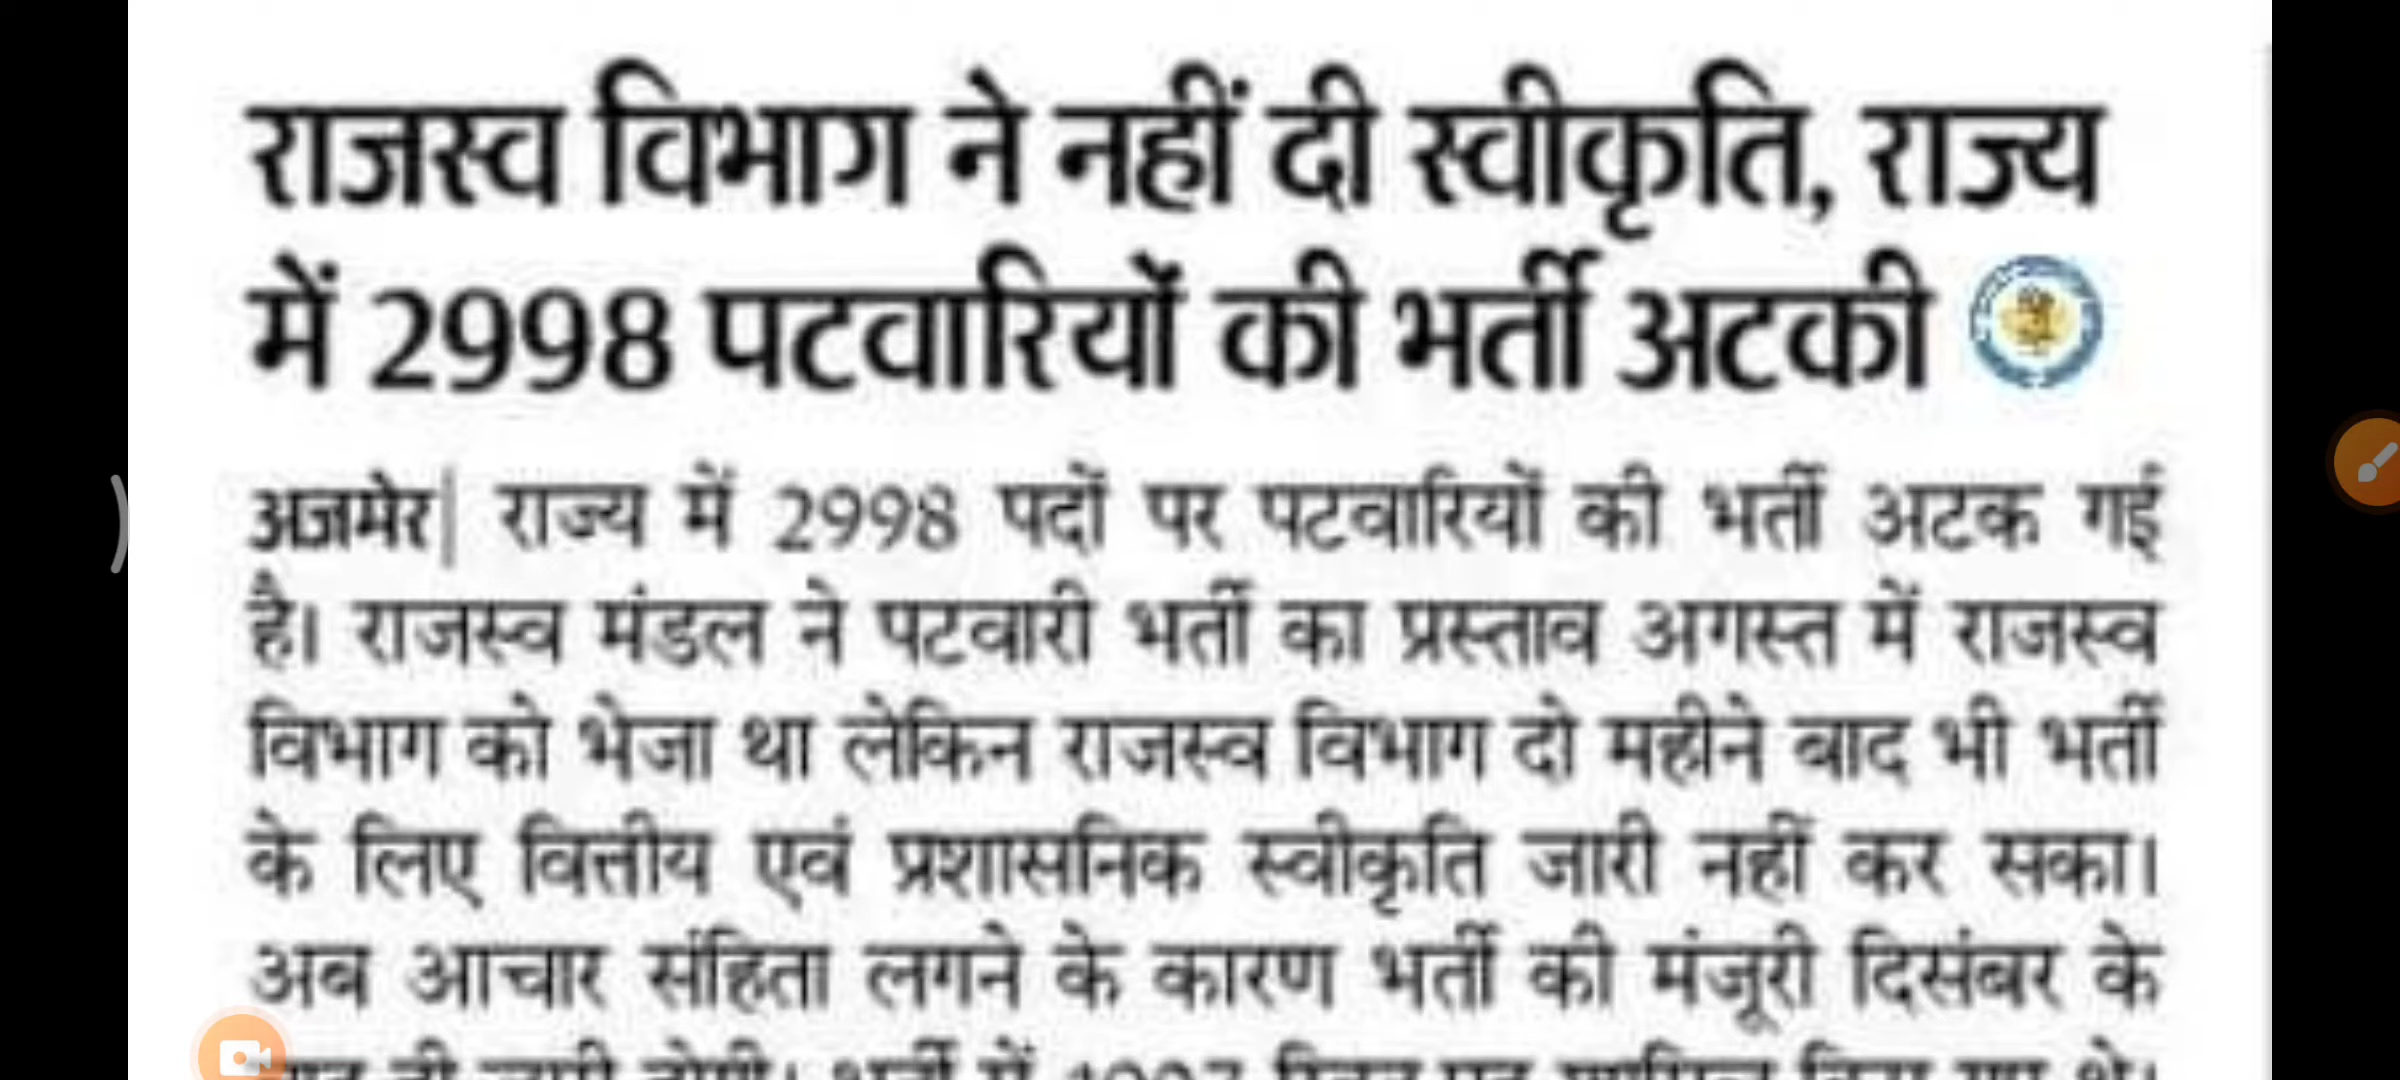 राजस्व विभाग ने नहीं दी स्वीकृति, राज्य
में 2998 पटवारियों की भर्ती अटकी
अजमेर| राज्य में 2998 पदों पर पटवारियों की भर्ती अटक गई
है। राजस्व मंडल ने पटवारी भर्ती का प्रस्ताव अगस्त में राजस्व
विभाग को भेजा था लेकिन राजस्व विभाग दो महीने बाद भी भर्ती
के लिए वित्तीय एवं प्रशासनिक स्वीकृति जारी नहीं कर सका।
अब आचार संहिता लगने के कारण भर्ती की मंजूरी दिसंबर के
भर्ती में